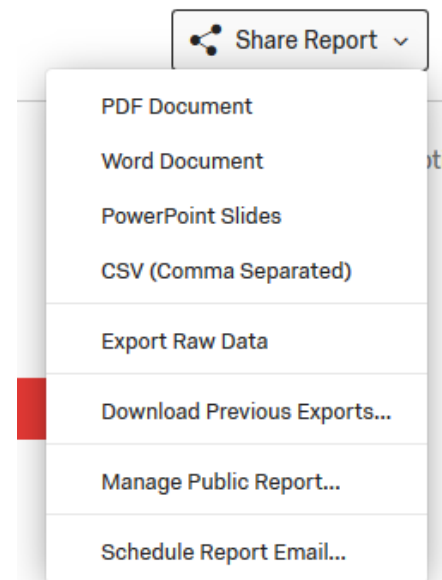 Share Report
PDF Document
Word Document
PowerPoint Slides
CSV (Comma Separated)
Export Raw Data
Download Previous Exports...
Manage Public Report...
Schedule Report Email...